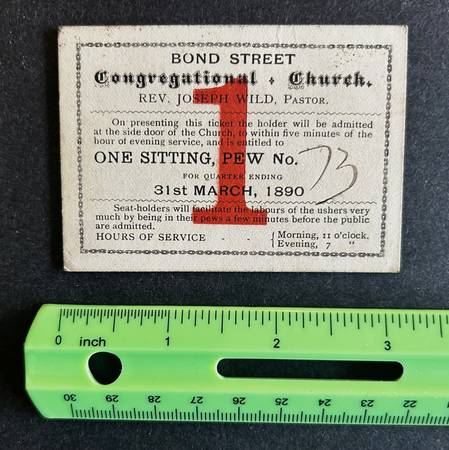 BOND STREET
Congregational Church.
REV. JOSEPH WILD, PASTOR.
1
On presenting this ticket the holder will be admitted
at the side door of the Church, to within five minutes of the
hour of evening service, and is entitled to
ONE SITTING, PEW No. 73
FOR QUARTER ENDING
31st MARCH, 1890
Seat-holders will facilitate the labours of the ushers very
much by being in their pews a few minutes before the public
are admitted.
HOURS OF SERVICE - - { Morning, 11 o'clock.
Evening, 7 "
0 inch 1 2 3
30 29 28 27 26 25 24 23 22